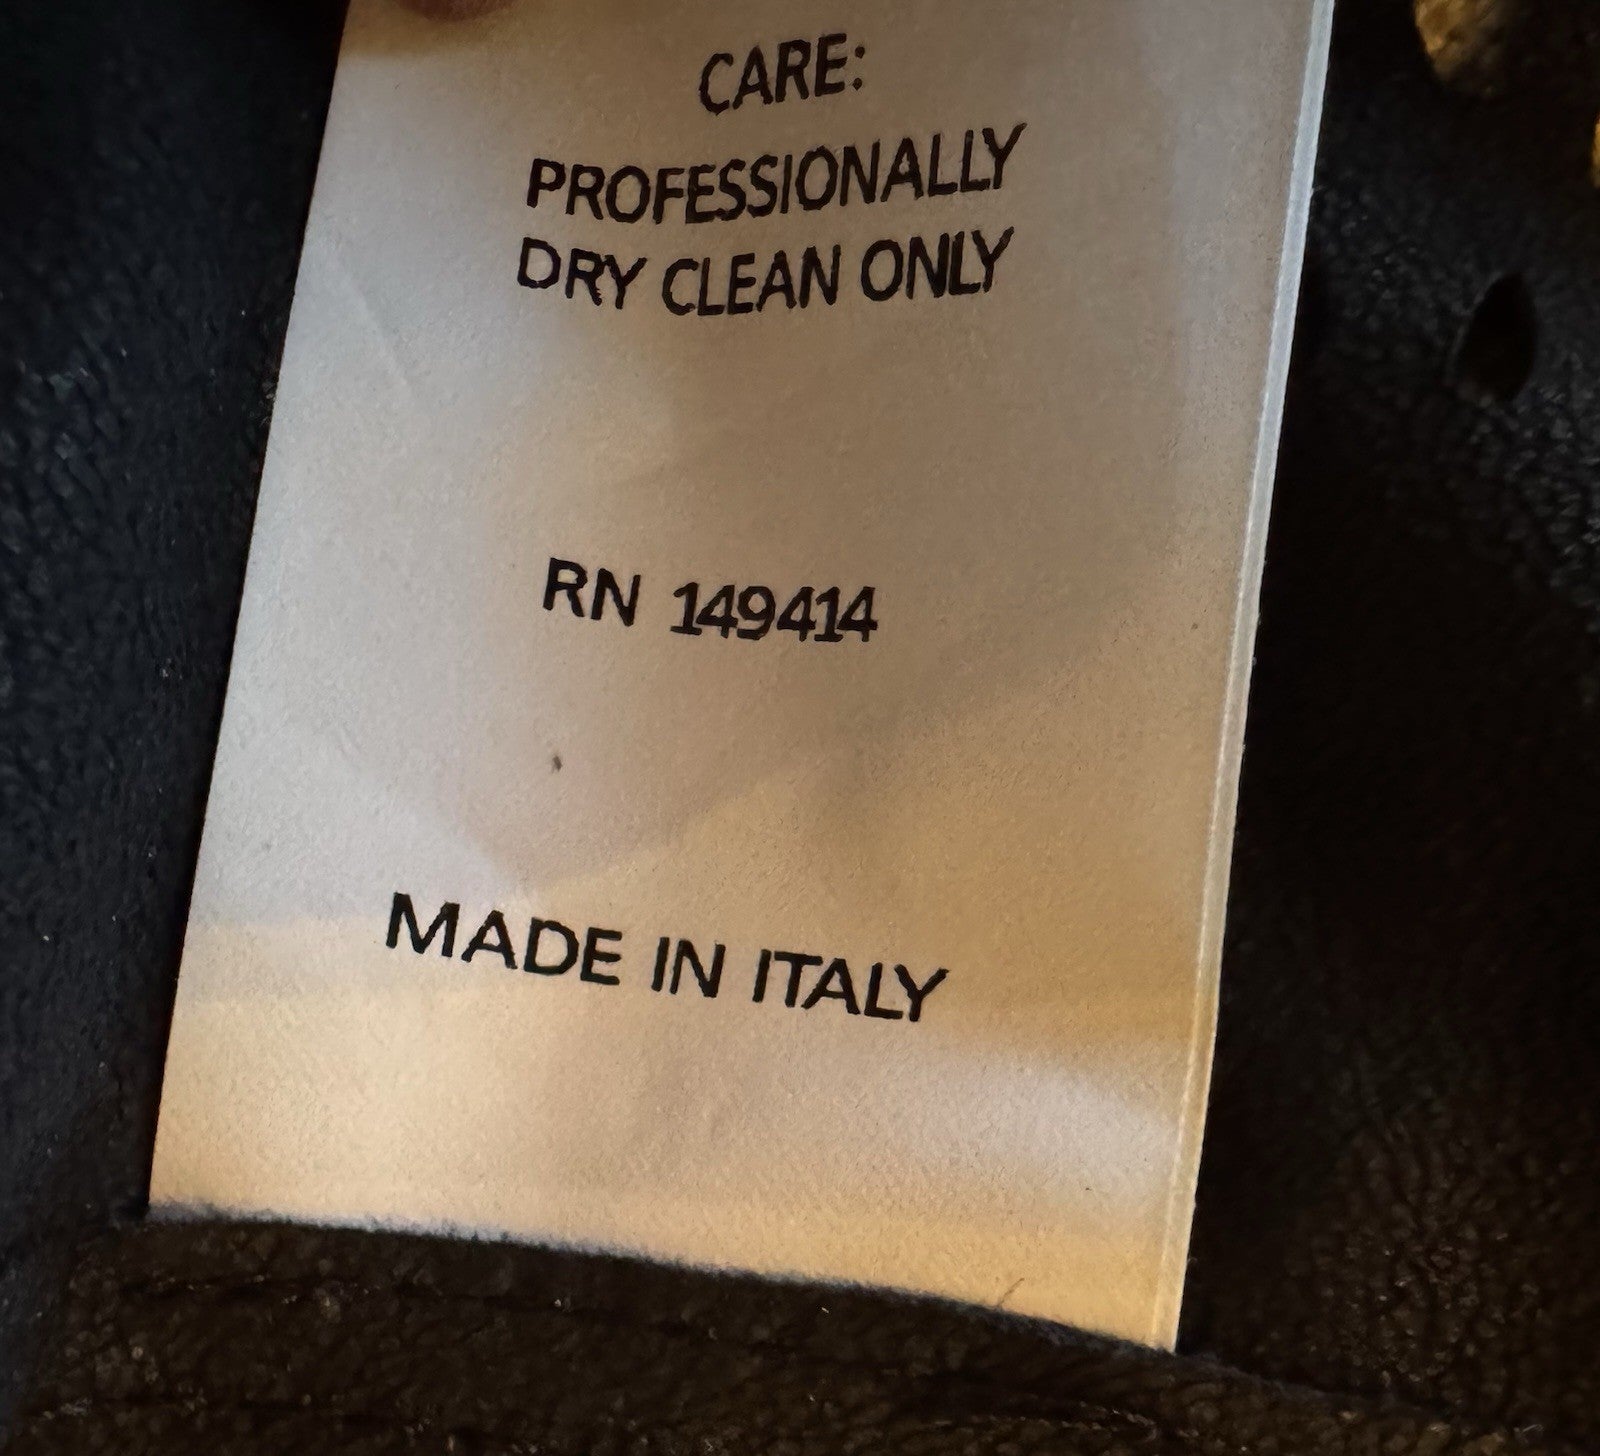 CARE:
PROFESSIONALLY
DRY CLEAN ONLY
RN 149414
MADE IN ITALY